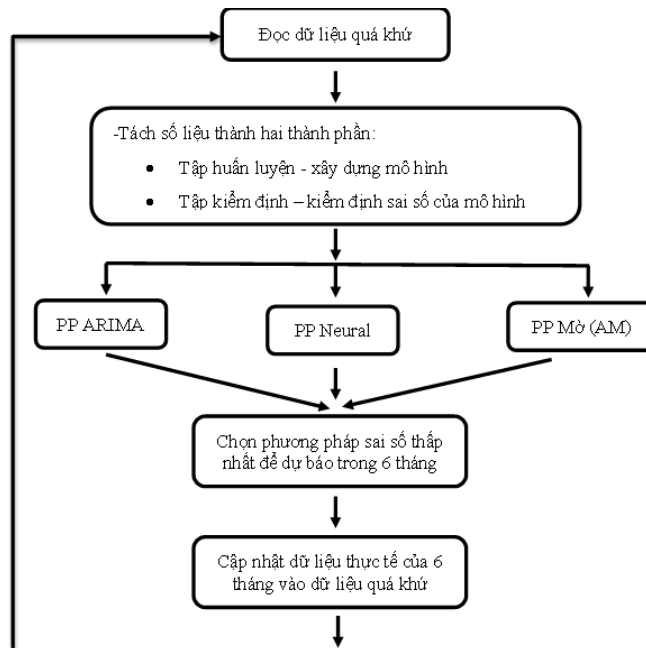 Đọc dữ liệu quá khứ
-Tách số liệu thành hai thành phần:
• Tập huấn luyện - xây dựng mô hình
• Tập kiểm định – kiểm định sai số của mô hình
PP ARIMA
PP Neural
PP Mờ (AM)
Chọn phương pháp sai số thấp
nhất để dự báo trong 6 tháng
Cập nhật dữ liệu thực tế của 6
tháng vào dữ liệu quá khứ